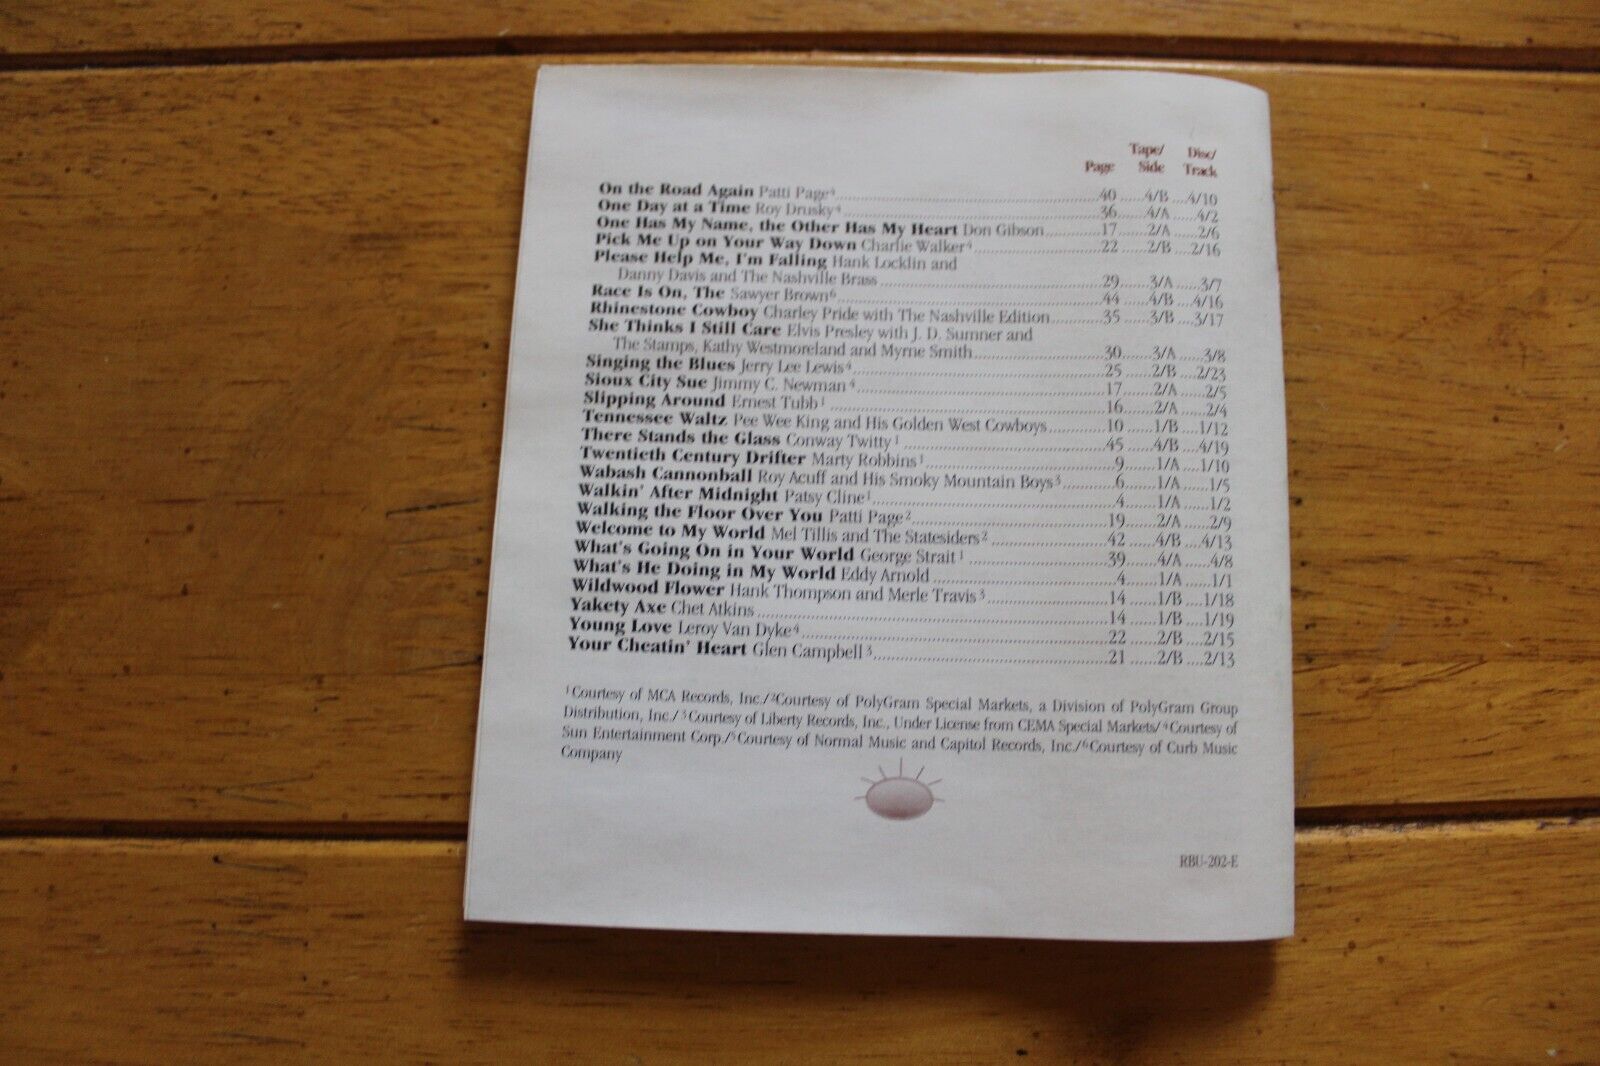 Tape/ Disc/
Page Side Track
On the Road Again Patti Page⁴ ... 40 ... 4/B ... 4/10
One Day at a Time Roy Drusky⁴ ... 36 ... 4/A ... 4/2
One Has My Name, the Other Has My Heart Don Gibson ... 17 ... 2/A ... 2/6
Pick Me Up on Your Way Down Charlie Walker⁴ ... 22 ... 2/B ... 2/16
Please Help Me, I'm Falling Hank Locklin and
Danny Davis and The Nashville Brass ... 29 ... 3/A ... 3/7
Race Is On, The Sawyer Brown⁶ ... 44 ... 4/B ... 4/16
Rhinestone Cowboy Charley Pride with The Nashville Edition ... 35 ... 3/B ... 3/17
She Thinks I Still Care Elvis Presley with J. D. Sumner and
The Stamps, Kathy Westmoreland and Myrne Smith ... 30 ... 3/A ... 3/8
Singing the Blues Jerry Lee Lewis⁴ ... 25 ... 2/B ... 2/23
Sioux City Sue Jimmy C. Newman⁴ ... 17 ... 2/A ... 2/5
Slipping Around Ernest Tubb¹ ... 16 ... 2/A ... 2/4
Tennessee Waltz Pee Wee King and His Golden West Cowboys ... 10 ... 1/B ... 1/12
There Stands the Glass Conway Twitty¹ ... 45 ... 4/B ... 4/19
Twentieth Century Drifter Marty Robbins¹ ... 9 ... 1/A ... 1/10
Wabash Cannonball Roy Acuff and His Smoky Mountain Boys³ ... 6 ... 1/A ... 1/5
Walkin' After Midnight Patsy Cline¹ ... 4 ... 1/A ... 1/2
Walking the Floor Over You Patti Page² ... 19 ... 2/A ... 2/9
Welcome to My World Mel Tillis and The Statesiders² ... 42 ... 4/B ... 4/13
What's Going On in Your World George Strait¹ ... 39 ... 4/A ... 4/8
What's He Doing in My World Eddy Arnold ... 4 ... 1/A ... 1/1
Wildwood Flower Hank Thompson and Merle Travis³ ... 14 ... 1/B ... 1/18
Yakety Axe Chet Atkins ... 14 ... 1/B ... 1/19
Young Love Leroy Van Dyke⁴ ... 22 ... 2/B ... 2/15
Your Cheatin' Heart Glen Campbell³ ... 21 ... 2/B ... 2/13
¹Courtesy of MCA Records, Inc./²Courtesy of PolyGram Special Markets, a Division of PolyGram Group
Distribution, Inc./³Courtesy of Liberty Records, Inc., Under License from CEMA Special Markets/⁴Courtesy of
Sun Entertainment Corp./⁵Courtesy of Normal Music and Capitol Records, Inc./⁶Courtesy of Curb Music
Company
RBU-202-E